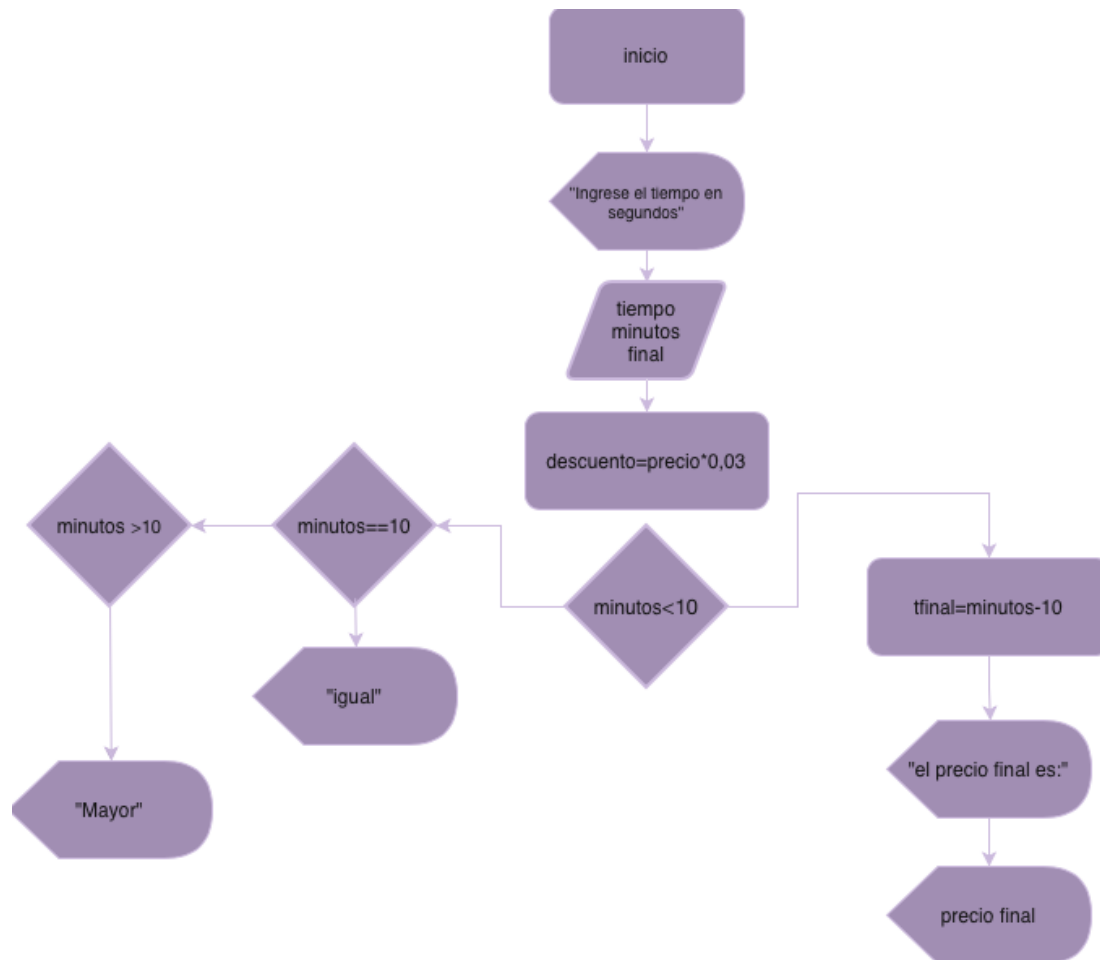 inicio
"Ingrese el tiempo en
segundos"
tiempo
minutos
final
descuento=precio*0,03
minutos >10
minutos==10
minutos<10
tfinal=minutos-10
"igual"
"el precio final es:"
"Mayor"
precio final